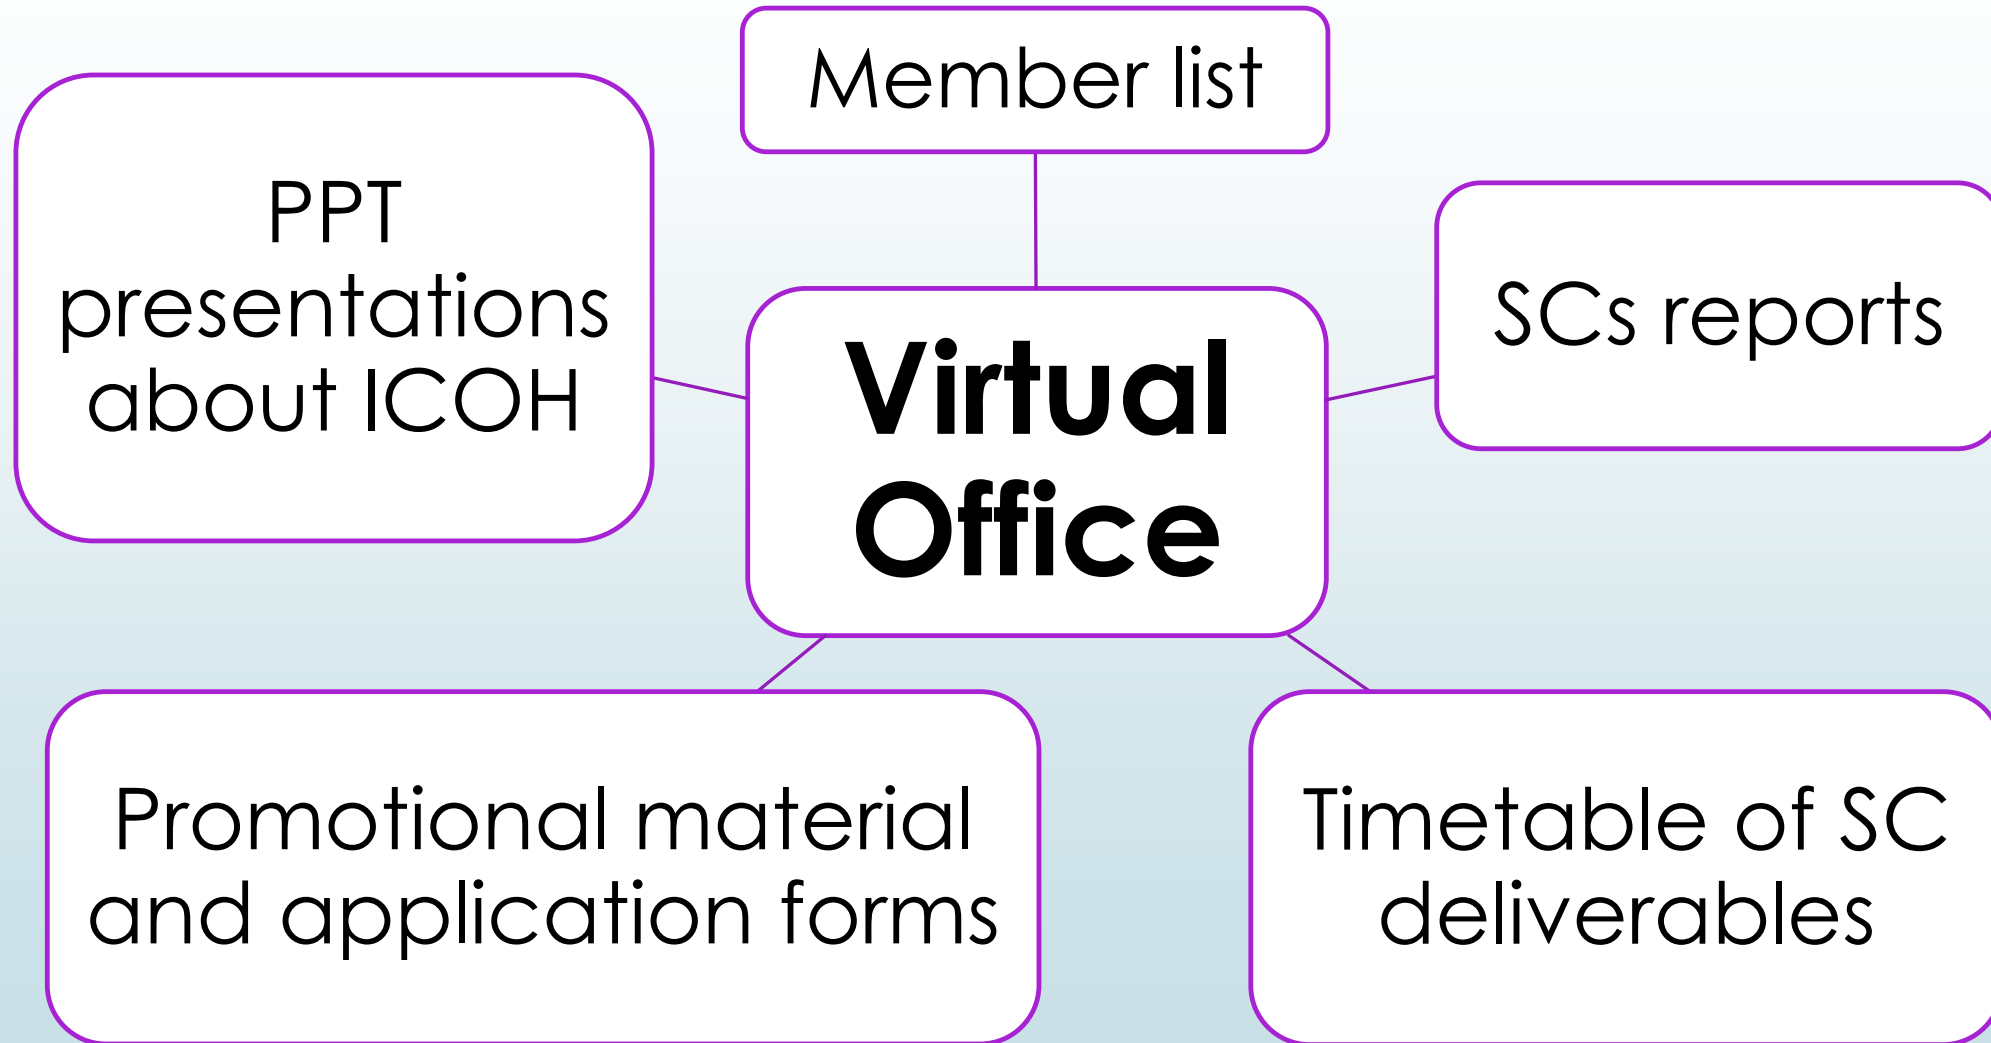 Member list
PPT
presentations
about ICOH
SCs reports
Virtual
Office
Promotional material
and application forms
Timetable of SC
deliverables